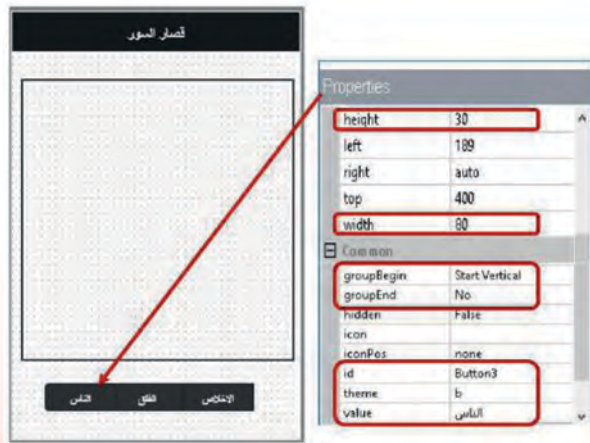 قصار السور
الاخلاص الفلق الناس
Properties
height 30
left 189
right auto
top 400
width 80
Common
groupBegin Start Vertical
groupEnd No
hidden False
icon
iconPos none
id Button3
theme b
value الناس